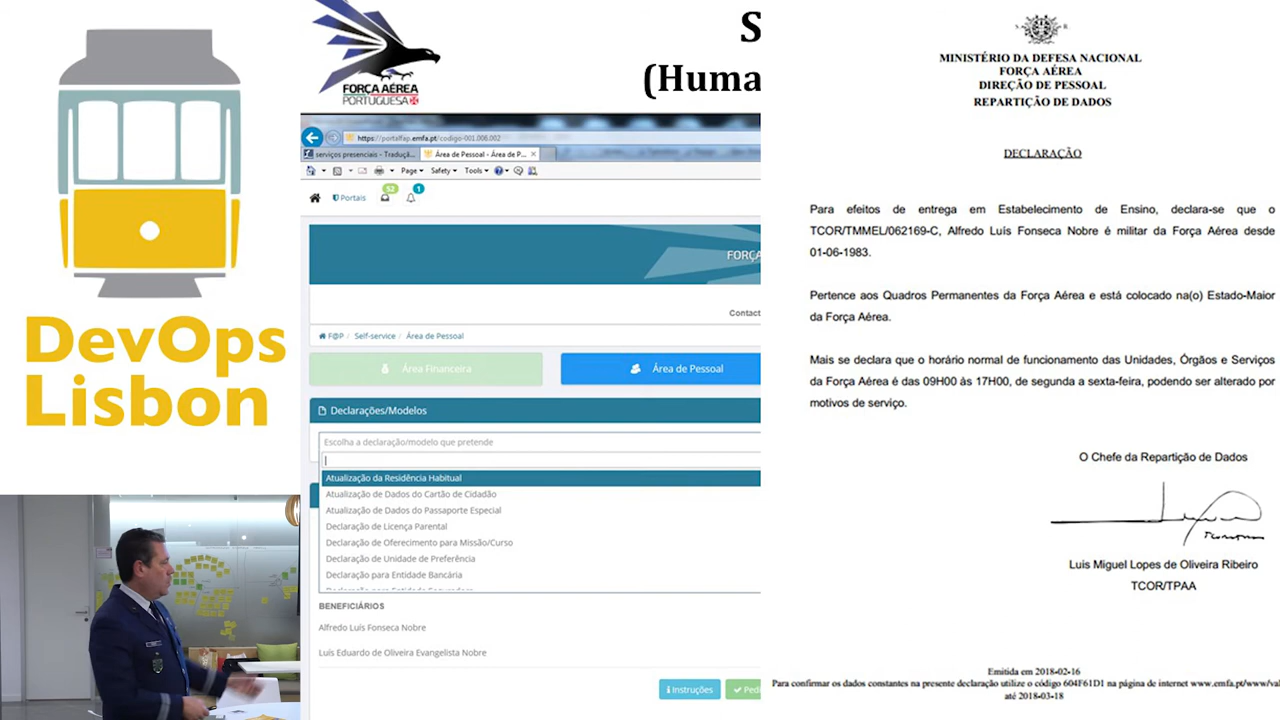 DevOps
Lisbon
FORÇA AÉREA
PORTUGUESA
S
(Huma
https://portalfap.emfa.pt/codigo-001.006.002
serviços presenciais - Traduçã...
Área de Pessoal - Área de P...
Page
Safety
Tools
Portais
52
1
FORÇA
Contact
F@P / Self-service / Área de Pessoal
Área Financeira
Área de Pessoal
Declarações/Modelos
Escolha a declaração/modelo que pretende
Atualização da Residência Habitual
Atualização de Dados do Cartão de Cidadão
Atualização de Dados do Passaporte Especial
Declaração de Licença Parental
Declaração de Oferecimento para Missão/Curso
Declaração de Unidade de Preferência
Declaração para Entidade Bancária
BENEFICIÁRIOS
Alfredo Luís Fonseca Nobre
Luís Eduardo de Oliveira Evangelista Nobre
Instruções
Pedi
S. R.
MINISTÉRIO DA DEFESA NACIONAL
FORÇA AÉREA
DIREÇÃO DE PESSOAL
REPARTIÇÃO DE DADOS
DECLARAÇÃO
Para efeitos de entrega em Estabelecimento de Ensino, declara-se que o
TCOR/TMMEL/062169-C, Alfredo Luís Fonseca Nobre é militar da Força Aérea desde
01-06-1983.
Pertence aos Quadros Permanentes da Força Aérea e está colocado na(o) Estado-Maior
da Força Aérea.
Mais se declara que o horário normal de funcionamento das Unidades, Órgãos e Serviços
da Força Aérea é das 09H00 às 17H00, de segunda a sexta-feira, podendo ser alterado por
motivos de serviço.
O Chefe da Repartição de Dados
Luis Miguel Lopes de Oliveira Ribeiro
TCOR/TPAA
Emitida em 2018-02-16
Para confirmar os dados constantes na presente declaração utilize o código 604F61D1 na página de internet www.emfa.pt/www/val
até 2018-03-18